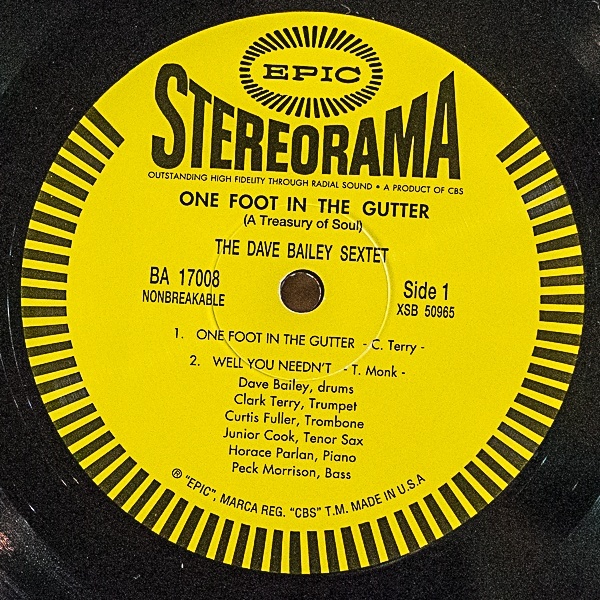 EPIC
STEREORAMA
OUTSTANDING HIGH FIDELITY THROUGH RADIAL SOUND • A PRODUCT OF CBS
ONE FOOT IN THE GUTTER
(A Treasury of Soul)
THE DAVE BAILEY SEXTET
BA 17008
NONBREAKABLE
Side 1
XSB 50965
1. ONE FOOT IN THE GUTTER - C. Terry -
2. WELL YOU NEEDN'T - T. Monk -
Dave Bailey, drums
Clark Terry, Trumpet
Curtis Fuller, Trombone
Junior Cook, Tenor Sax
Horace Parlan, Piano
Peck Morrison, Bass
® "EPIC", MARCA REG. "CBS" T.M. MADE IN U.S.A